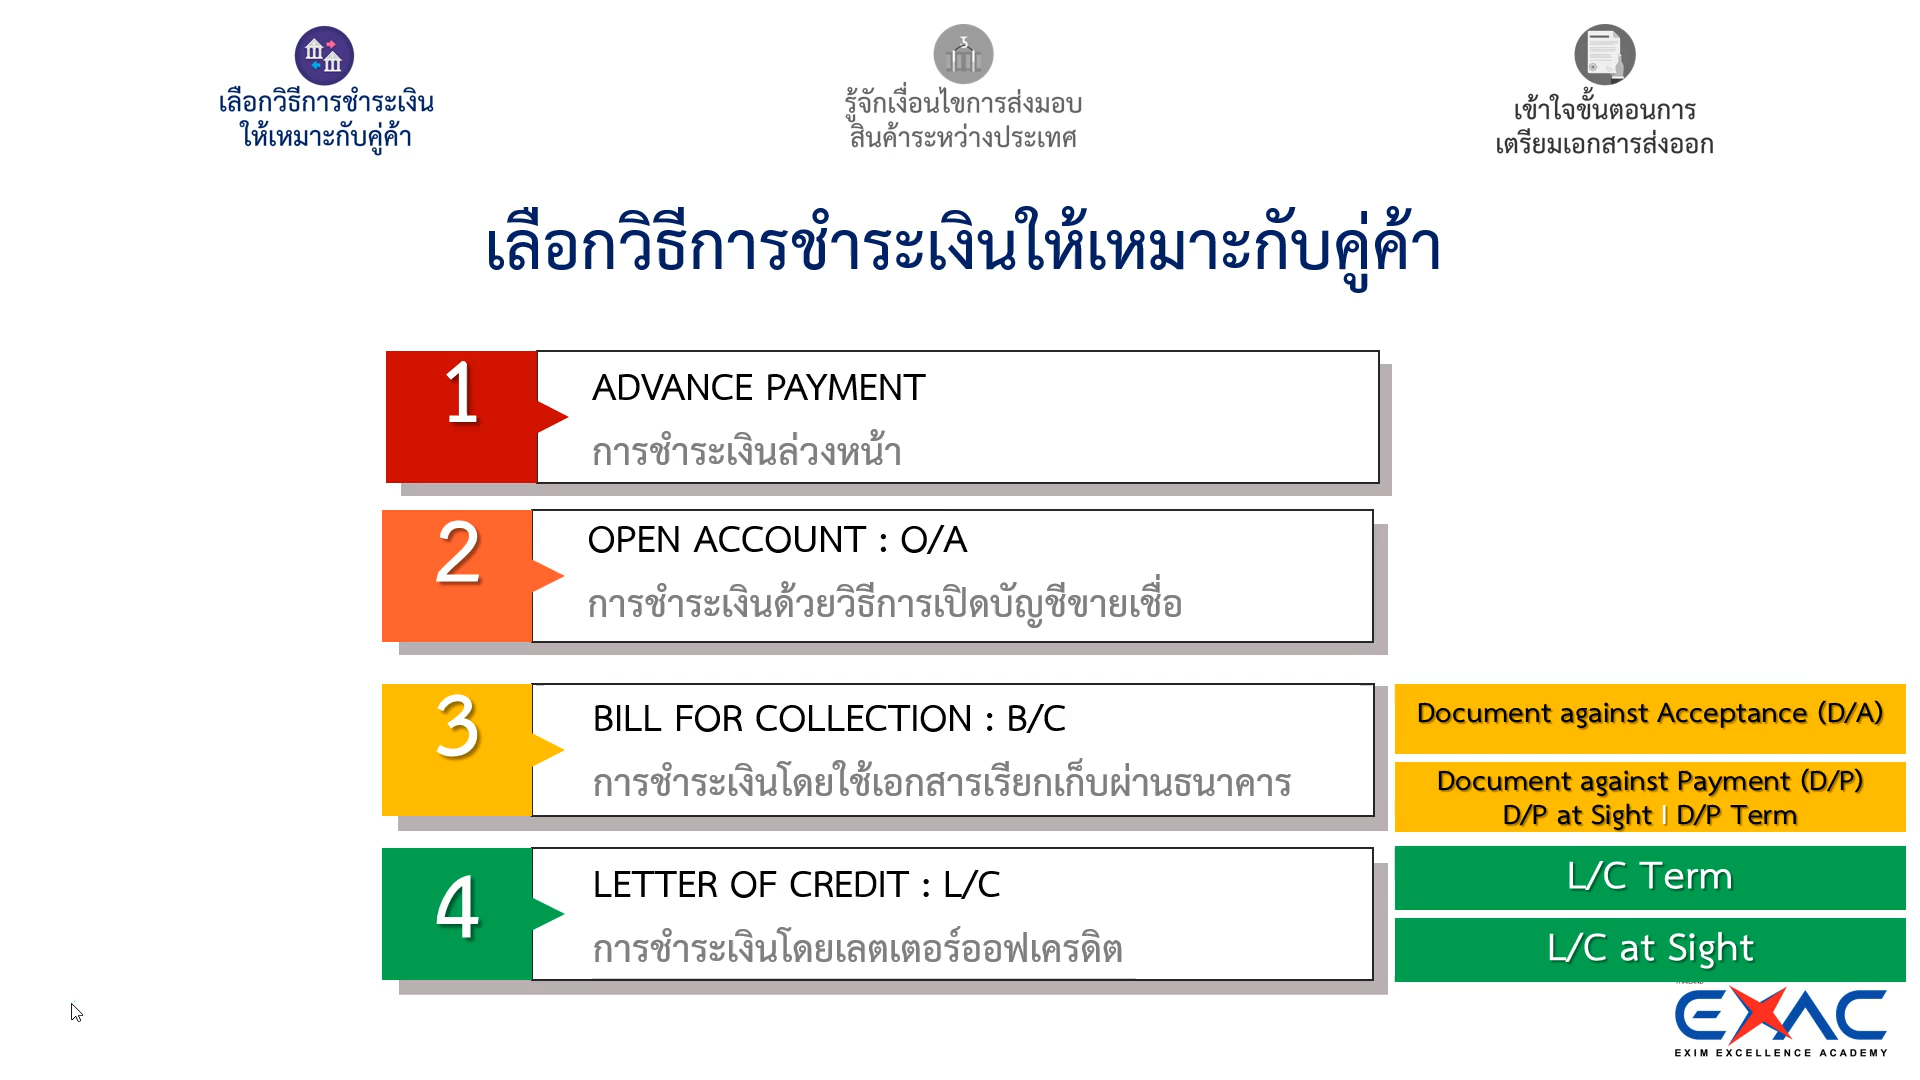 เลือกวิธีการชำระเงิน
ให้เหมาะกับคู่ค้า
รู้จักเงื่อนไขการส่งมอบ
สินค้าระหว่างประเทศ
เข้าใจขั้นตอนการ
เตรียมเอกสารส่งออก
เลือกวิธีการชำระเงินให้เหมาะกับคู่ค้า
1
ADVANCE PAYMENT
การชำระเงินล่วงหน้า
2
OPEN ACCOUNT : O/A
การชำระเงินด้วยวิธีการเปิดบัญชีขายเชื่อ
3
BILL FOR COLLECTION : B/C
การชำระเงินโดยใช้เอกสารเรียกเก็บผ่านธนาคาร
Document against Acceptance (D/A)
Document against Payment (D/P)
D/P at Sight | D/P Term
4
LETTER OF CREDIT : L/C
การชำระเงินโดยเลตเตอร์ออฟเครดิต
L/C Term
L/C at Sight
EXAC
EXIM EXCELLENCE ACADEMY